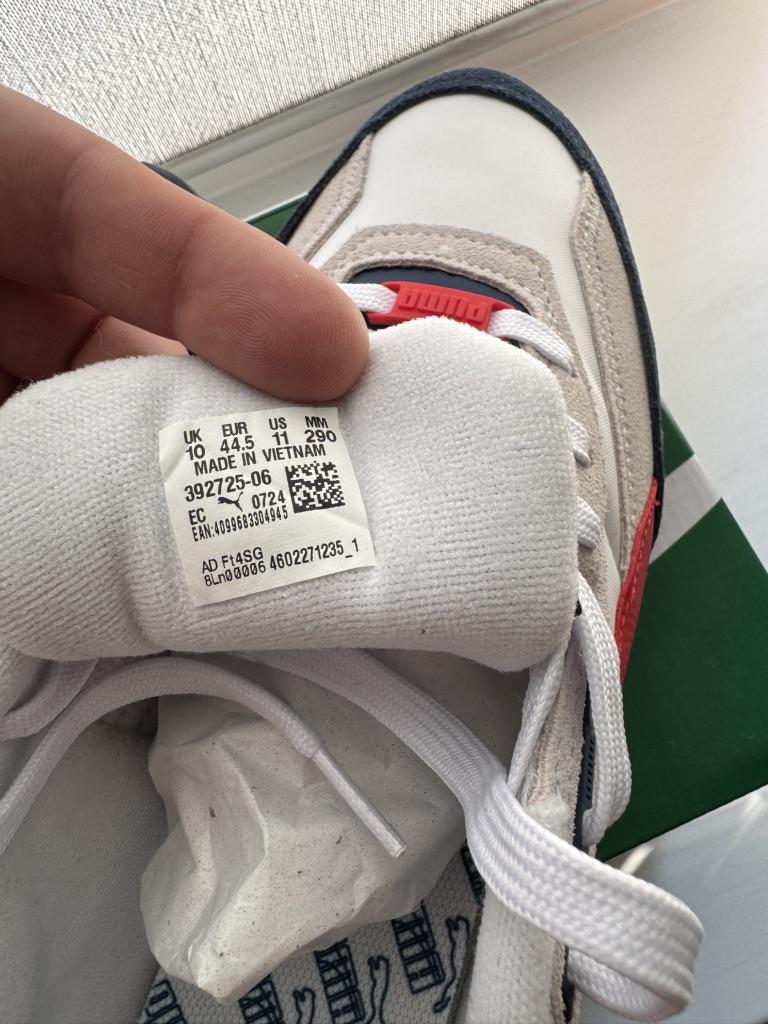 PUMA
UK EUR US MM
10 44.5 11 290
MADE IN VIETNAM
392725-06
EC 0724
EAN:4099683304945
AD Ft4SG
8Ln00006 4602271235_1